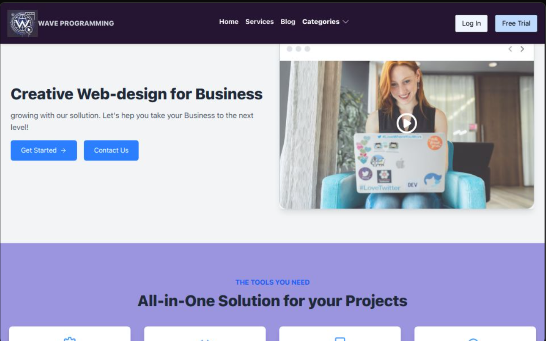 WAVE PROGRAMMING
Home Services Blog Categories
Log In
Free Trial
Creative Web-design for Business
growing with our sollution. Let's hep you take your Business to the next
level!
Get Started →
Contact Us
#LoveTwitter
DEV
THE TOOLS YOU NEED
All-in-One Solution for your Projects